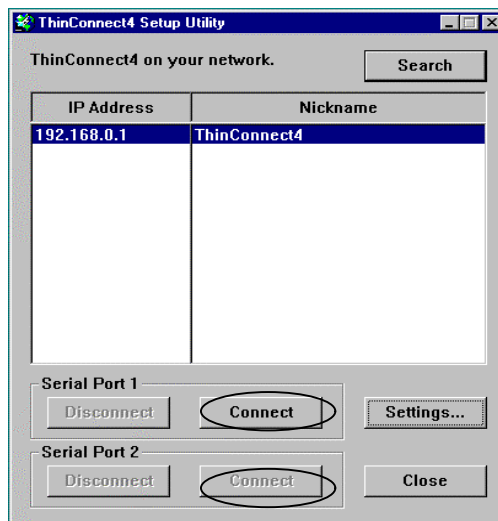 ThinConnect4 Setup Utility
ThinConnect4 on your network.
Search
IP Address Nickname
192.168.0.1 ThinConnect4
Serial Port 1
Disconnect Connect Settings...
Serial Port 2
Disconnect Connect Close